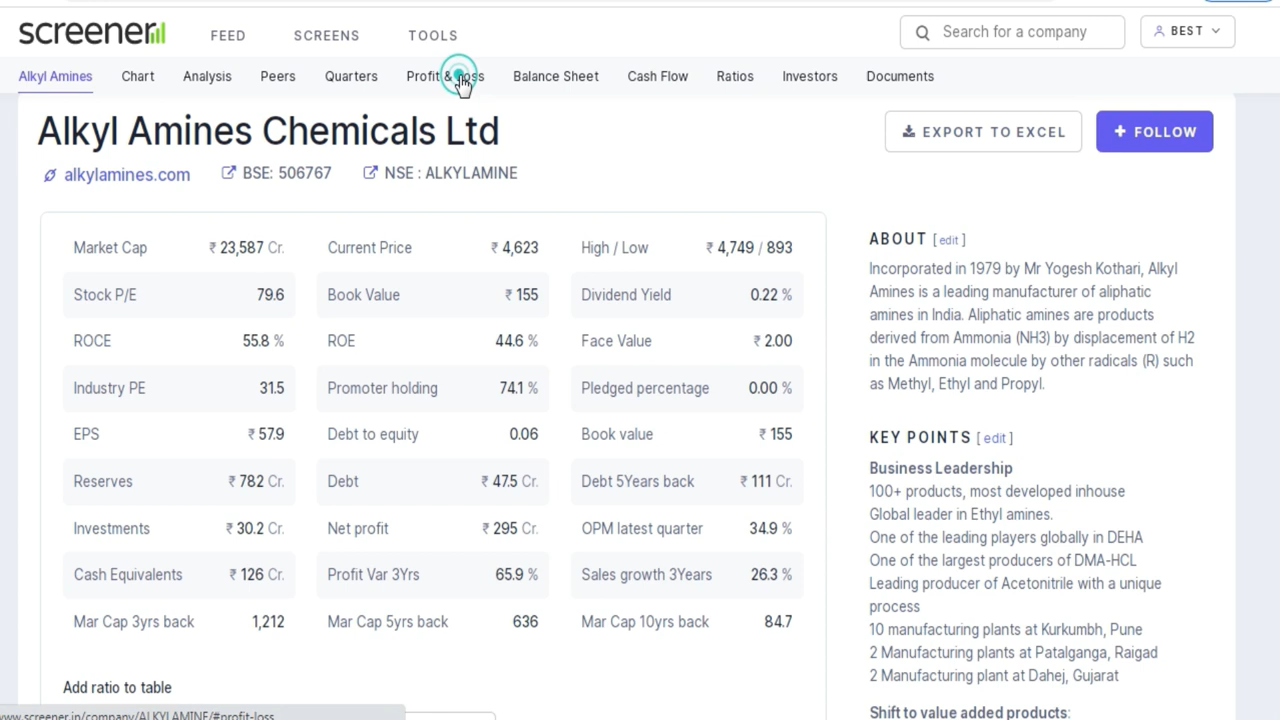 screener
FEED
SCREENS
TOOLS
Search for a company
BEST
Alkyl Amines
Chart
Analysis
Peers
Quarters
Profit & Loss
Balance Sheet
Cash Flow
Ratios
Investors
Documents
Alkyl Amines Chemicals Ltd
EXPORT TO EXCEL
+ FOLLOW
alkylamines.com
BSE: 506767
NSE : ALKYLAMINE
Market Cap ₹ 23,587 Cr.
Current Price ₹ 4,623
High / Low ₹ 4,749 / 893
Stock P/E 79.6
Book Value ₹ 155
Dividend Yield 0.22 %
ROCE 55.8 %
ROE 44.6 %
Face Value ₹ 2.00
Industry PE 31.5
Promoter holding 74.1 %
Pledged percentage 0.00 %
EPS ₹ 57.9
Debt to equity 0.06
Book value ₹ 155
Reserves ₹ 782 Cr.
Debt ₹ 47.5 Cr.
Debt 5Years back ₹ 111 Cr.
Investments ₹ 30.2 Cr.
Net profit ₹ 295 Cr.
OPM latest quarter 34.9 %
Cash Equivalents ₹ 126 Cr.
Profit Var 3Yrs 65.9 %
Sales growth 3Years 26.3 %
Mar Cap 3yrs back 1,212
Mar Cap 5yrs back 636
Mar Cap 10yrs back 84.7
Add ratio to table
ABOUT [ edit ]
Incorporated in 1979 by Mr Yogesh Kothari, Alkyl
Amines is a leading manufacturer of aliphatic
amines in India. Aliphatic amines are products
derived from Ammonia (NH3) by displacement of H2
in the Ammonia molecule by other radicals (R) such
as Methyl, Ethyl and Propyl.
KEY POINTS [ edit ]
Business Leadership
100+ products, most developed inhouse
Global leader in Ethyl amines.
One of the leading players globally in DEHA
One of the largest producers of DMA-HCL
Leading producer of Acetonitrile with a unique
process
10 manufacturing plants at Kurkumbh, Pune
2 Manufacturing plants at Patalganga, Raigad
2 Manufacturing plant at Dahej, Gujarat
Shift to value added products:
www.screener.in/company/ALKYLAMINE/#profit-loss